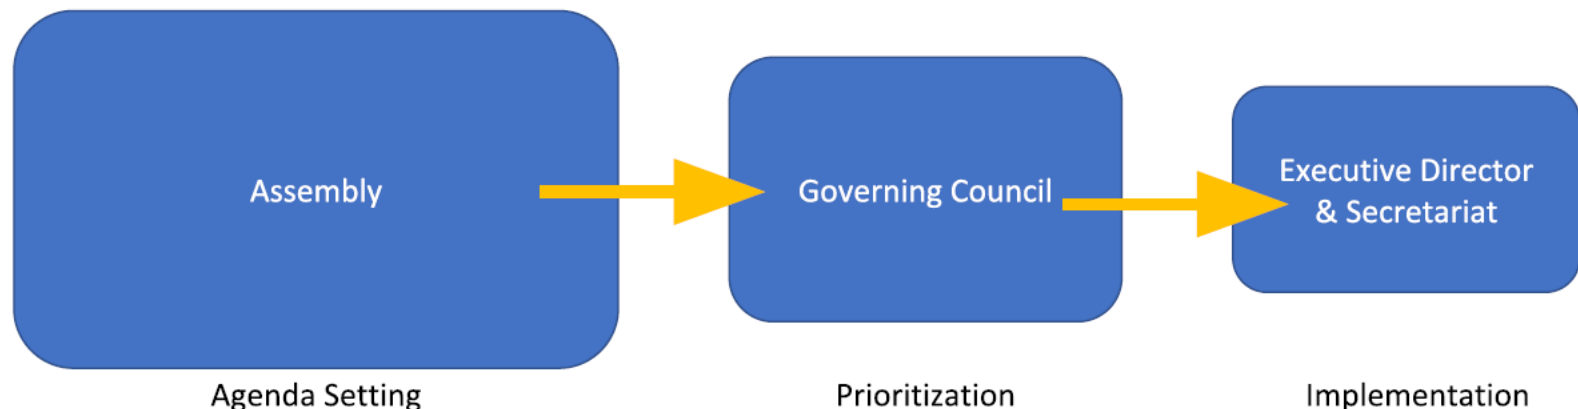 Assembly
Governing Council
Executive Director
& Secretariat
Agenda Setting
Prioritization
Implementation